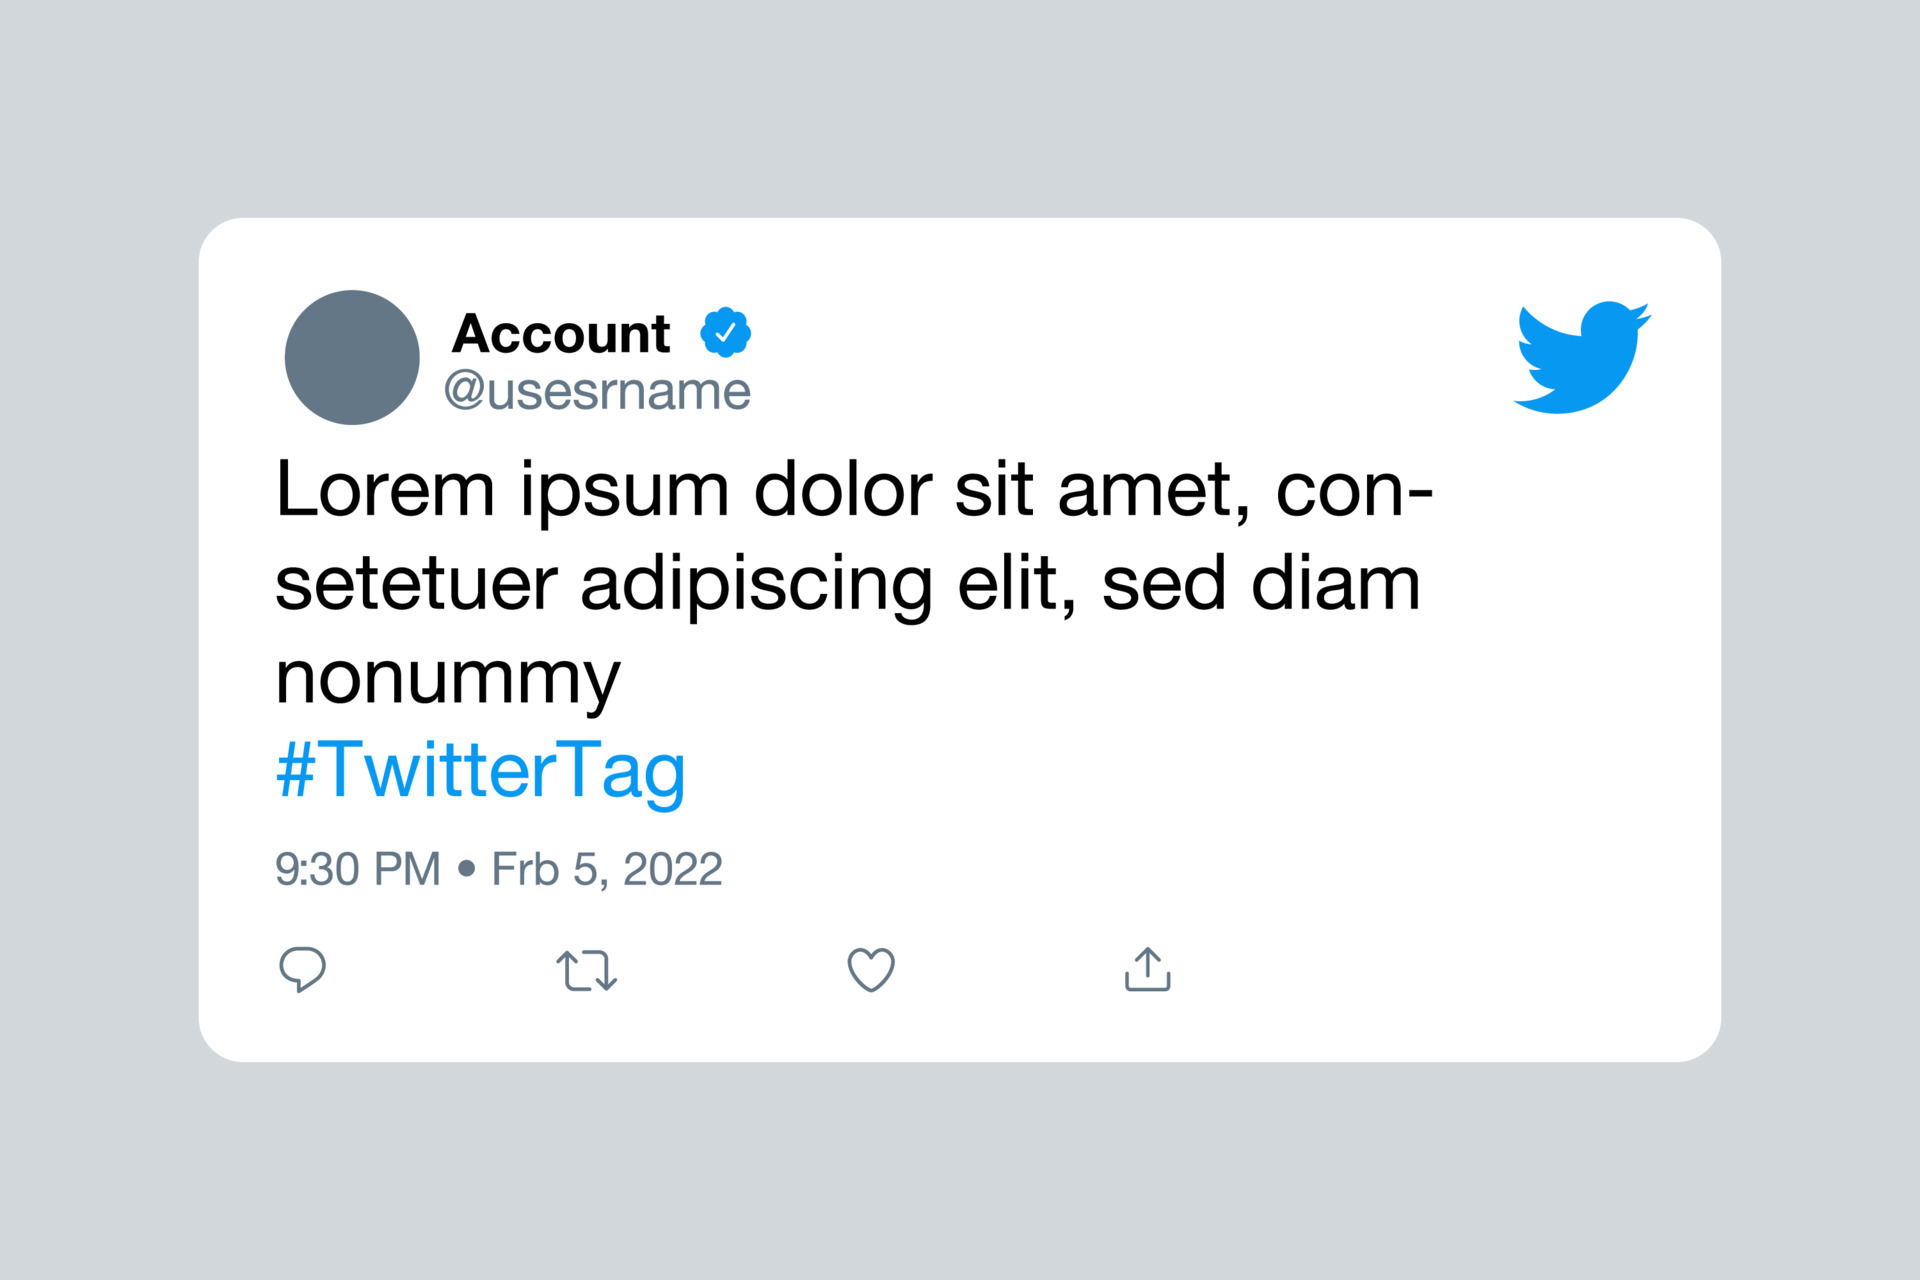 Account
@usesrname
Lorem ipsum dolor sit amet, con-
setetuer adipiscing elit, sed diam
nonummy
#TwitterTag
9:30 PM • Frb 5, 2022